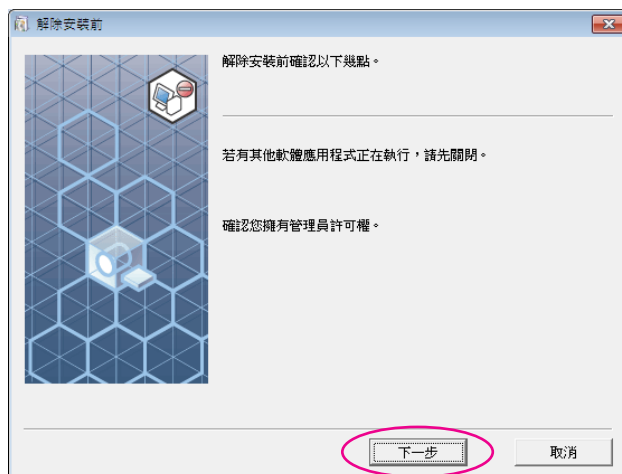 解除安裝前
解除安裝前確認以下幾點。
若有其他軟體應用程式正在執行，請先關閉。
確認您擁有管理員許可權。
下一步
取消